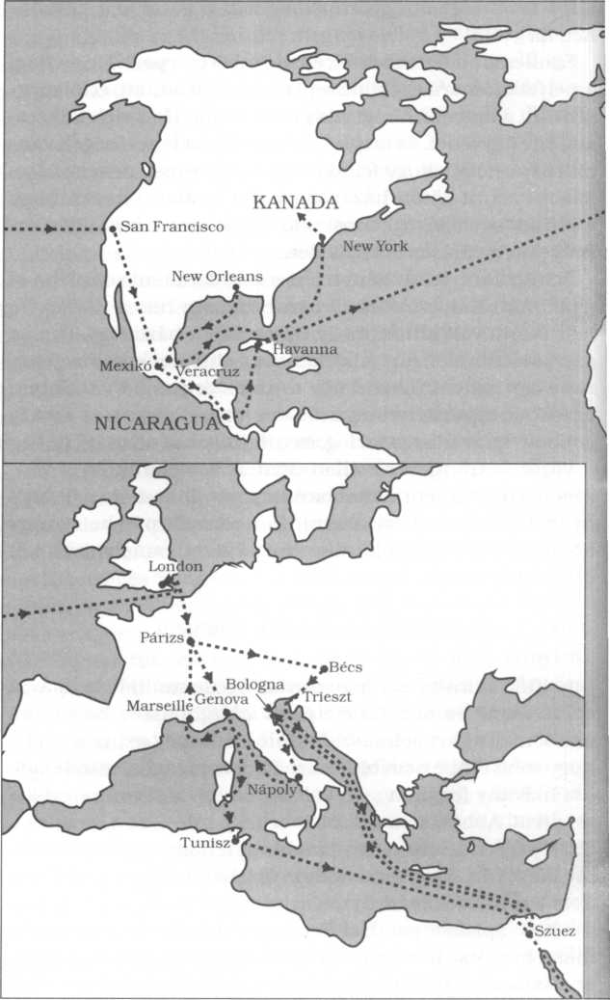 KANADA
San Francisco
New York
New Orleans
Havanna
Mexikó
Veracruz
NICARAGUA
London
Párizs
Bécs
Bologna
Trieszt
Marseille
Genova
Nápoly
Tunisz
Szuez